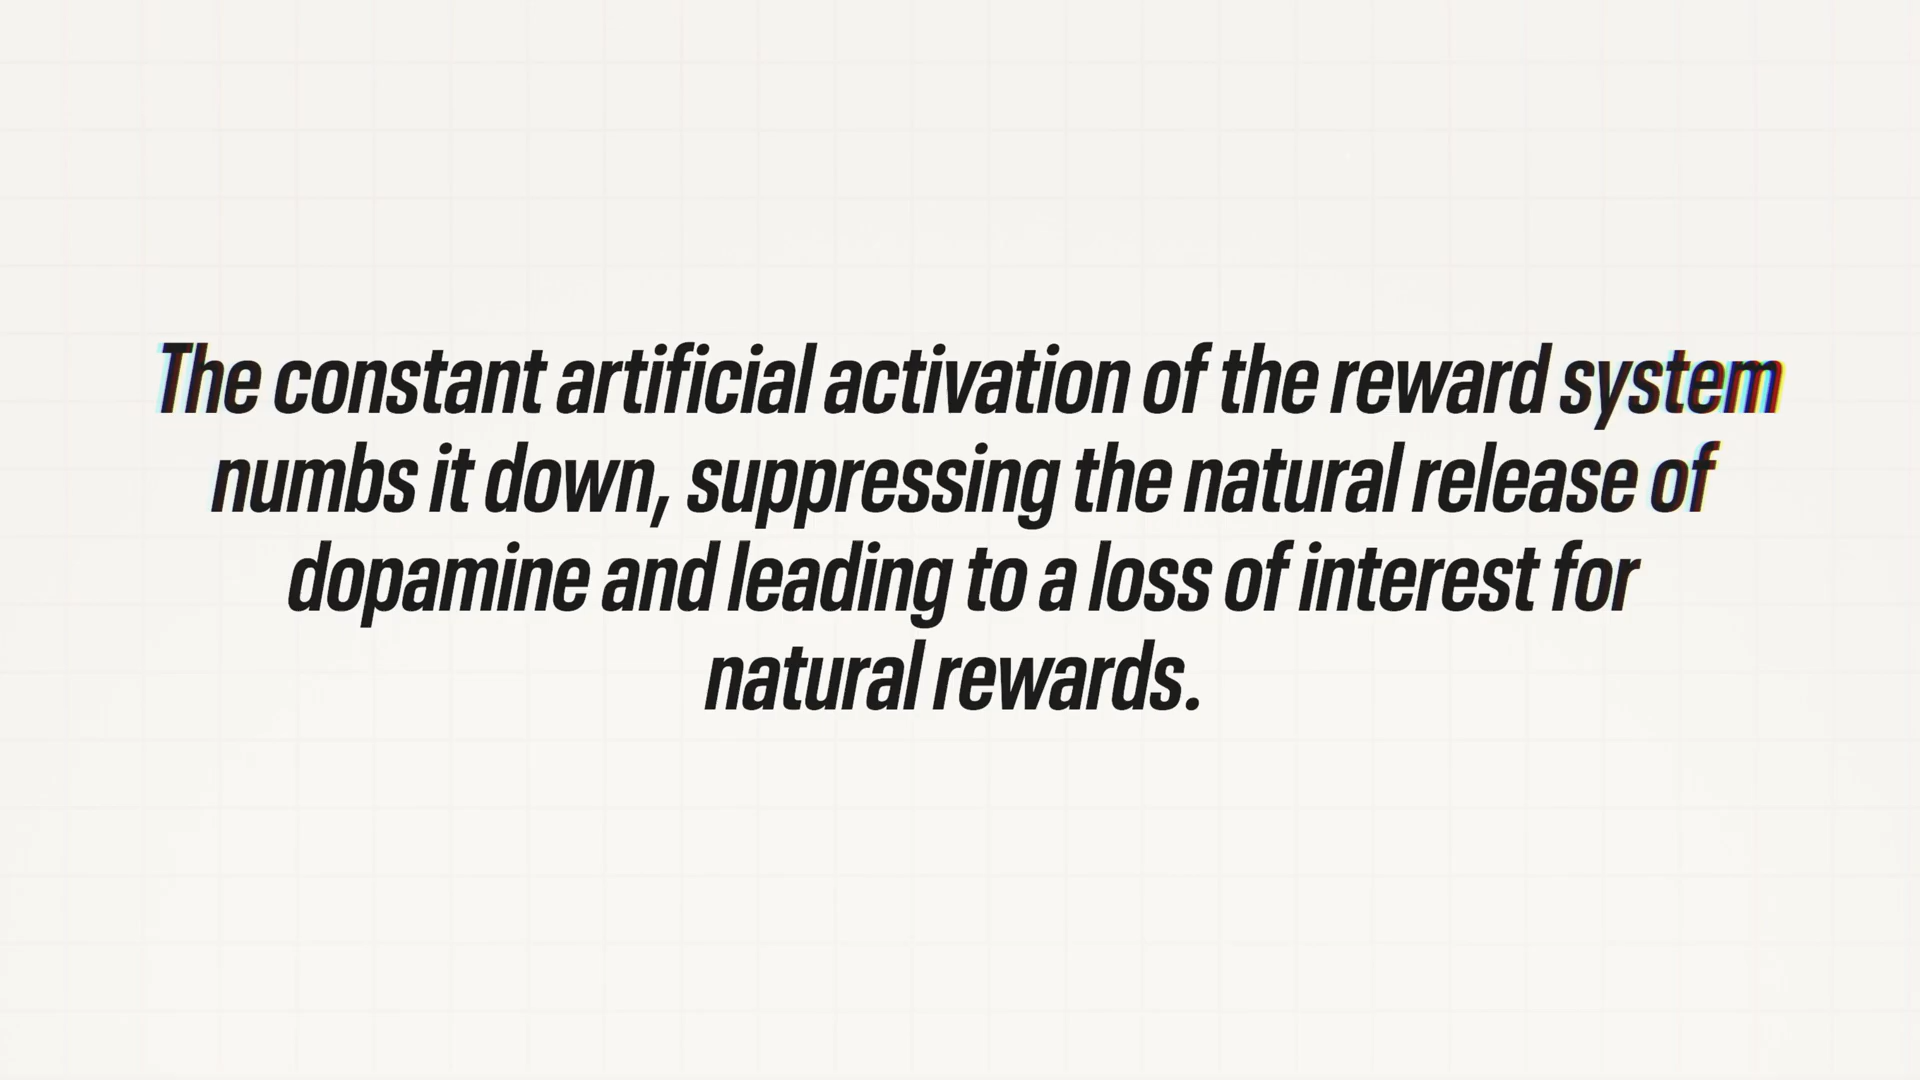 The constant artificial activation of the reward system
numbs it down, suppressing the natural release of
dopamine and leading to a loss of interest for
natural rewards.